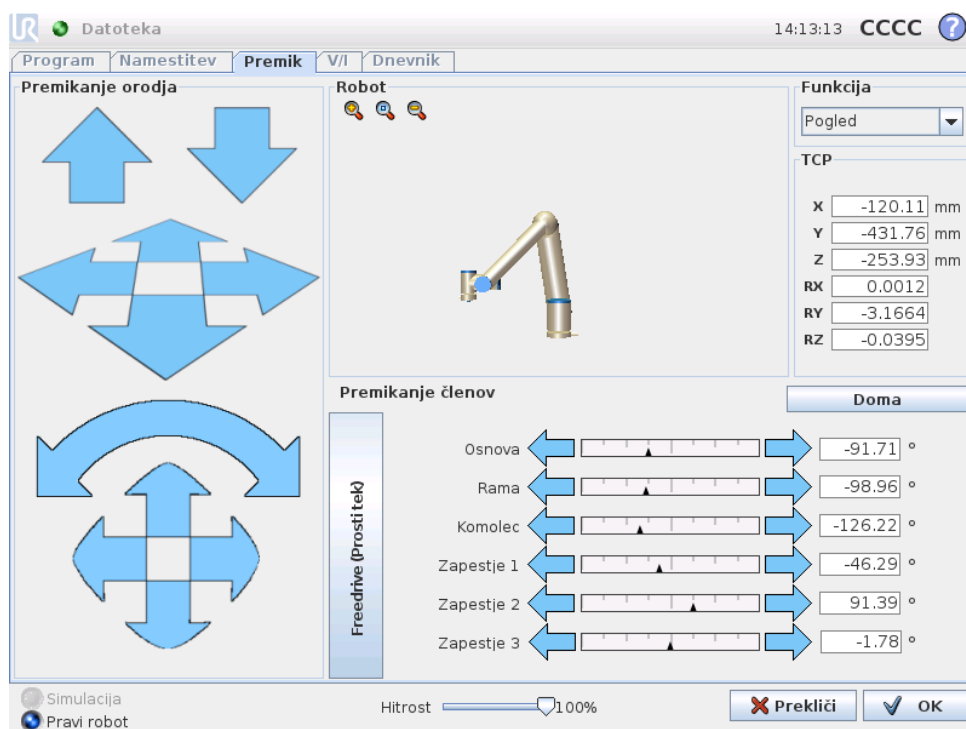 UR Datoteka 14:13:13 CCCC ?
Program Namestitev Premik V/I Dnevnik
Premikanje orodja
Robot
Funkcija
Pogled
TCP
X -120.11 mm
Y -431.76 mm
Z -253.93 mm
RX 0.0012
RY -3.1664
RZ -0.0395
Premikanje členov
Doma
Freedrive (Prosti tek)
Osnova -91.71 °
Rama -98.96 °
Komolec -126.22 °
Zapestje 1 -46.29 °
Zapestje 2 91.39 °
Zapestje 3 -1.78 °
Simulacija
Pravi robot
Hitrost 100%
Prekliči
OK